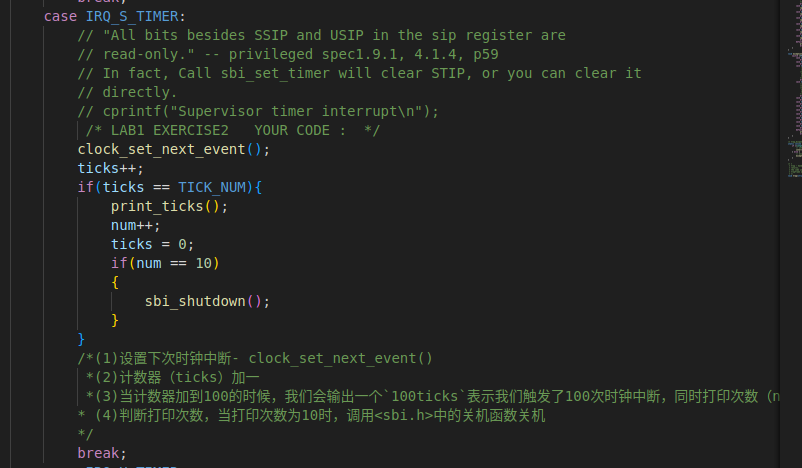 break;
case IRQ_S_TIMER:
// "All bits besides SSIP and USIP in the sip register are
// read-only." -- privileged spec1.9.1, 4.1.4, p59
// In fact, Call sbi_set_timer will clear STIP, or you can clear it
// directly.
// cprintf("Supervisor timer interrupt\n");
/* LAB1 EXERCISE2   YOUR CODE :  */
clock_set_next_event();
ticks++;
if(ticks == TICK_NUM){
print_ticks();
num++;
ticks = 0;
if(num == 10)
{
sbi_shutdown();
}
}
/*(1)设置下次时钟中断- clock_set_next_event()
*(2)计数器（ticks）加一
*(3)当计数器加到100的时候，我们会输出一个`100ticks`表示我们触发了100次时钟中断，同时打印次数（n
* (4)判断打印次数，当打印次数为10时，调用<sbi.h>中的关机函数关机
*/
break;